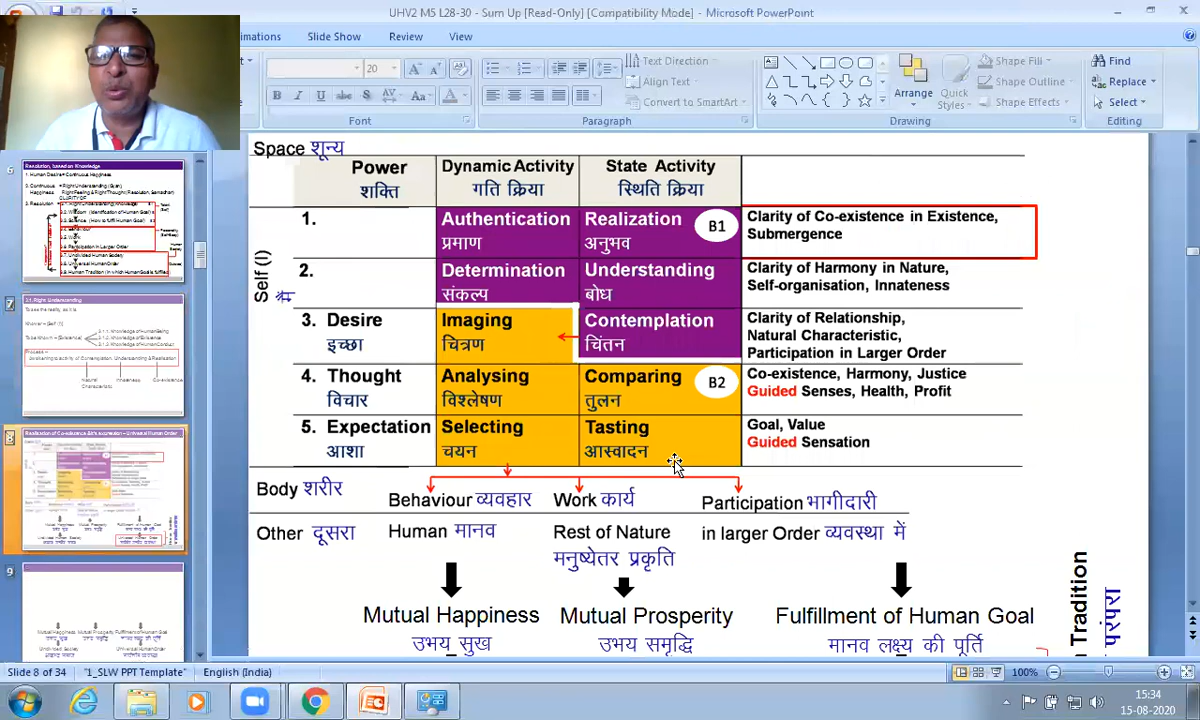 UHV2 M5 L28-30 - Sum Up [Read-Only] [Compatibility Mode] - Microsoft PowerPoint
imations Slide Show Review View
20 Text Direction Shape Fill Find
Align Text Shape Outline Replace
B I U S AV Aa A Convert to SmartArt Arrange Quick Styles Shape Effects Select
Font Paragraph Drawing Editing
Space शून्य
Power Dynamic Activity State Activity
शक्ति गति क्रिया स्थिति क्रिया
Self (I)
में
1. Authentication Realization B1 Clarity of Co-existence in Existence,
प्रमाण अनुभव Submergence
2. Determination Understanding Clarity of Harmony in Nature,
संकल्प बोध Self-organisation, Innateness
3. Desire Imaging Contemplation Clarity of Relationship,
इच्छा चित्रण चिंतन Natural Characteristic,
Participation in Larger Order
4. Thought Analysing Comparing B2 Co-existence, Harmony, Justice
विचार विश्लेषण तुलन Guided Senses, Health, Profit
5. Expectation Selecting Tasting Goal, Value
आशा चयन आस्वादन Guided Sensation
Body शरीर Behaviour व्यवहार Work कार्य Participation भागीदारी
Other दूसरा Human मानव Rest of Nature in larger Order व्यवस्था में
मनुष्येतर प्रकृति
Mutual Happiness Mutual Prosperity Fulfillment of Human Goal
उभय सुख उभय समृद्धि मानव लक्ष्य की पूर्ति
Tradition
परंपरा
6
7
8
9
Slide 8 of 34 "1_SLW PPT Template" English (India) 100%
15:34
15-08-2020